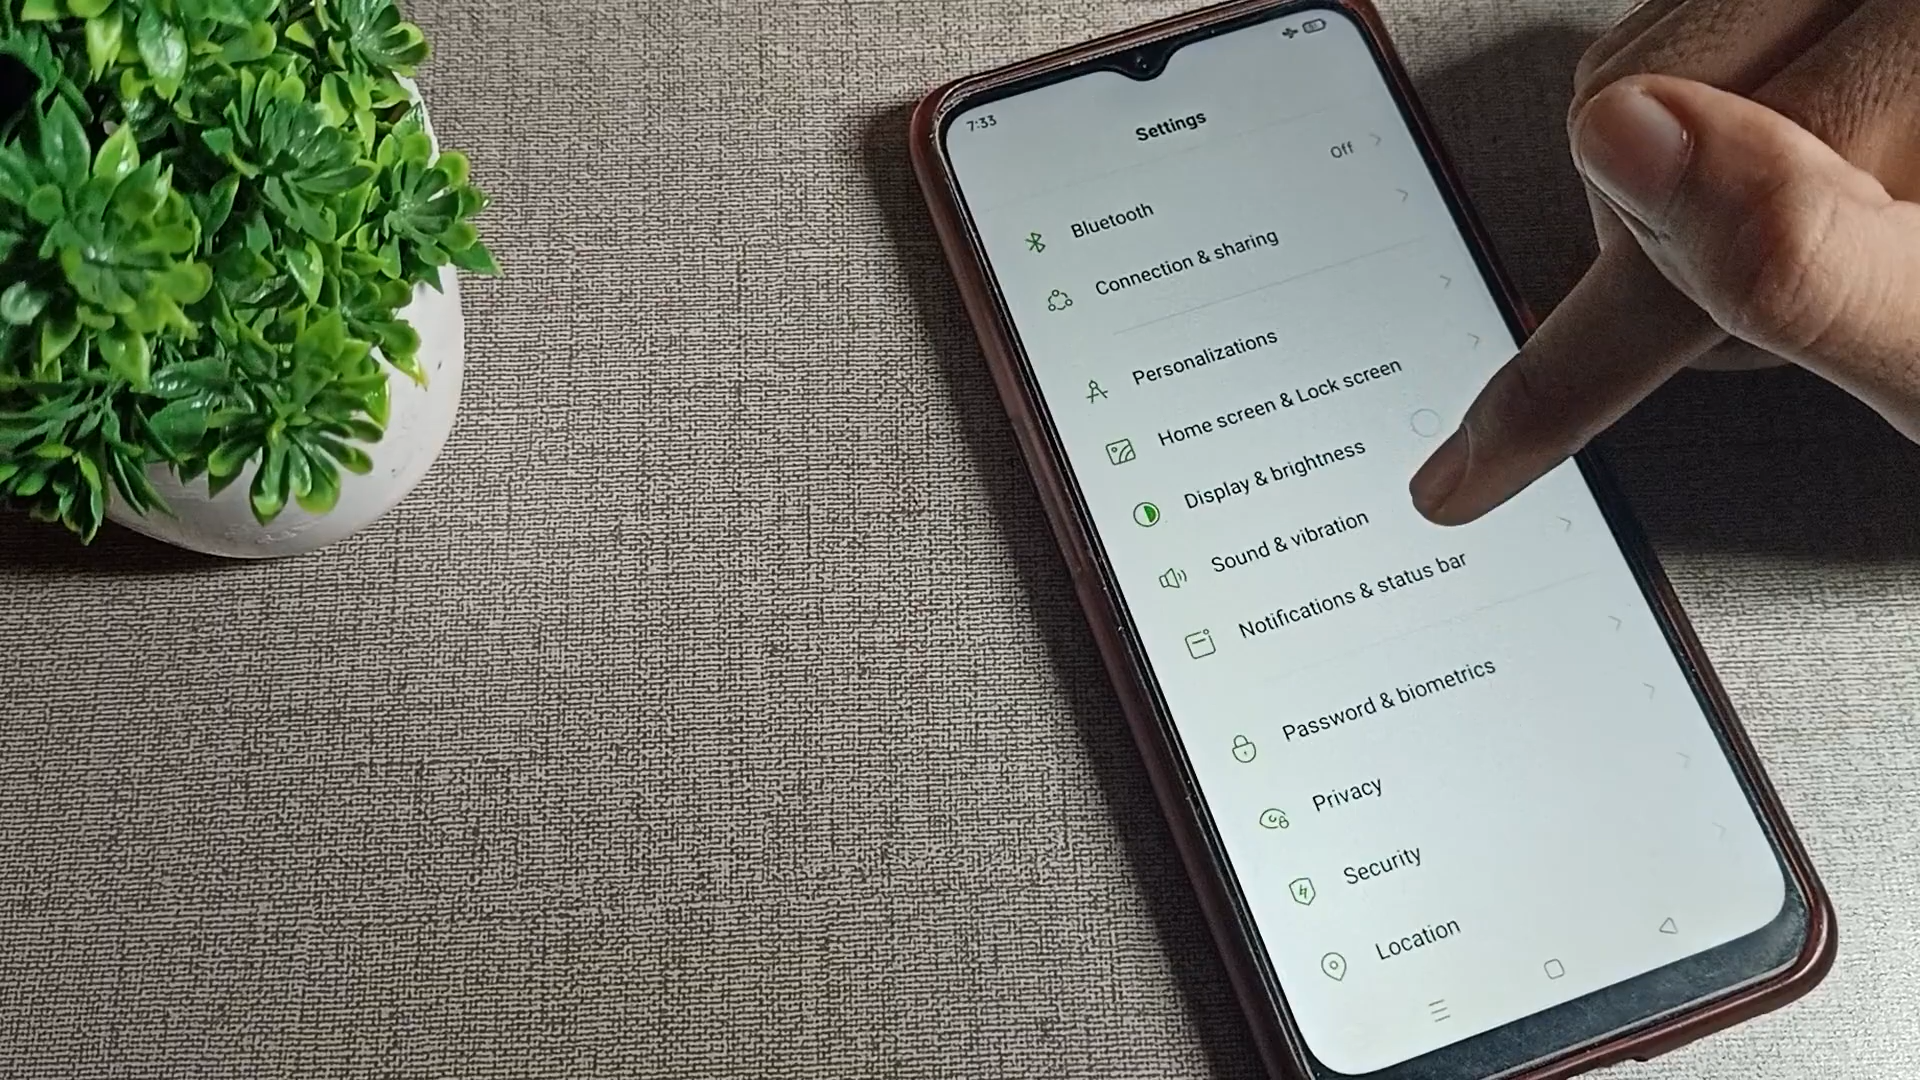 7:33
Settings
Bluetooth
Off
Connection & sharing
Personalizations
Home screen & Lock screen
Display & brightness
Sound & vibration
Notifications & status bar
Password & biometrics
Privacy
Security
Location